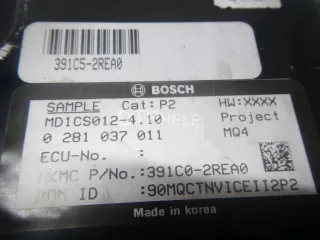 391C5-2REA0
BOSCH
SAMPLE Cat: P2 HW:XXXX
MD1CS012-4.10 Project
0 281 037 011 MQ4
ECU-No. :
P/No. :391C0-2REA0
ID :90MQCTNVICEII2P2
Made in korea